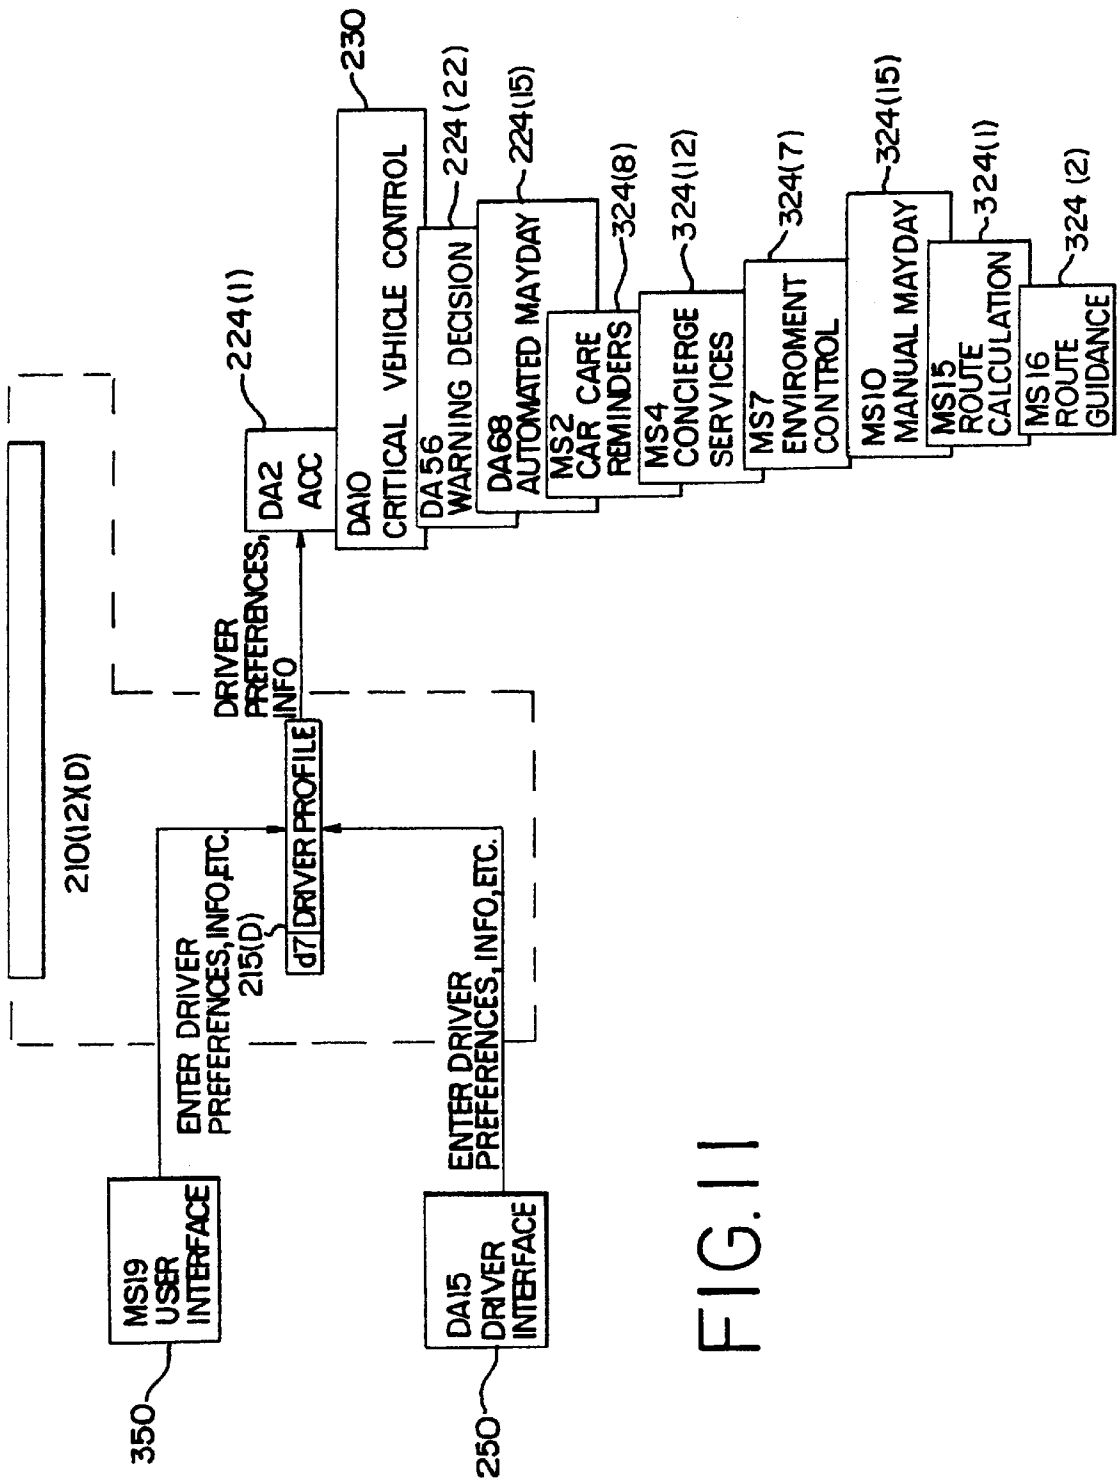 210(12)(D)
350
MS19
USER
INTERFACE
ENTER DRIVER
PREFERENCES, INFO, ETC.
215(D)
d7 DRIVER PROFILE
DRIVER
PREFERENCES,
INFO
250
DA15
DRIVER
INTERFACE
ENTER DRIVER
PREFERENCES, INFO, ETC.
224(1)
DA2
ACC
230
DA10
CRITICAL VEHICLE CONTROL
224(22)
DA56
WARNING DECISION
224(15)
DA68
AUTOMATED MAYDAY
324(8)
MS2
CAR CARE
REMINDERS
324(12)
MS4
CONCIERGE
SERVICES
324(7)
MS7
ENVIROMENT
CONTROL
324(15)
MS10
MANUAL MAYDAY
324(1)
MS15
ROUTE
CALCULATION
324(2)
MS16
ROUTE
GUIDANCE
FIG. 11